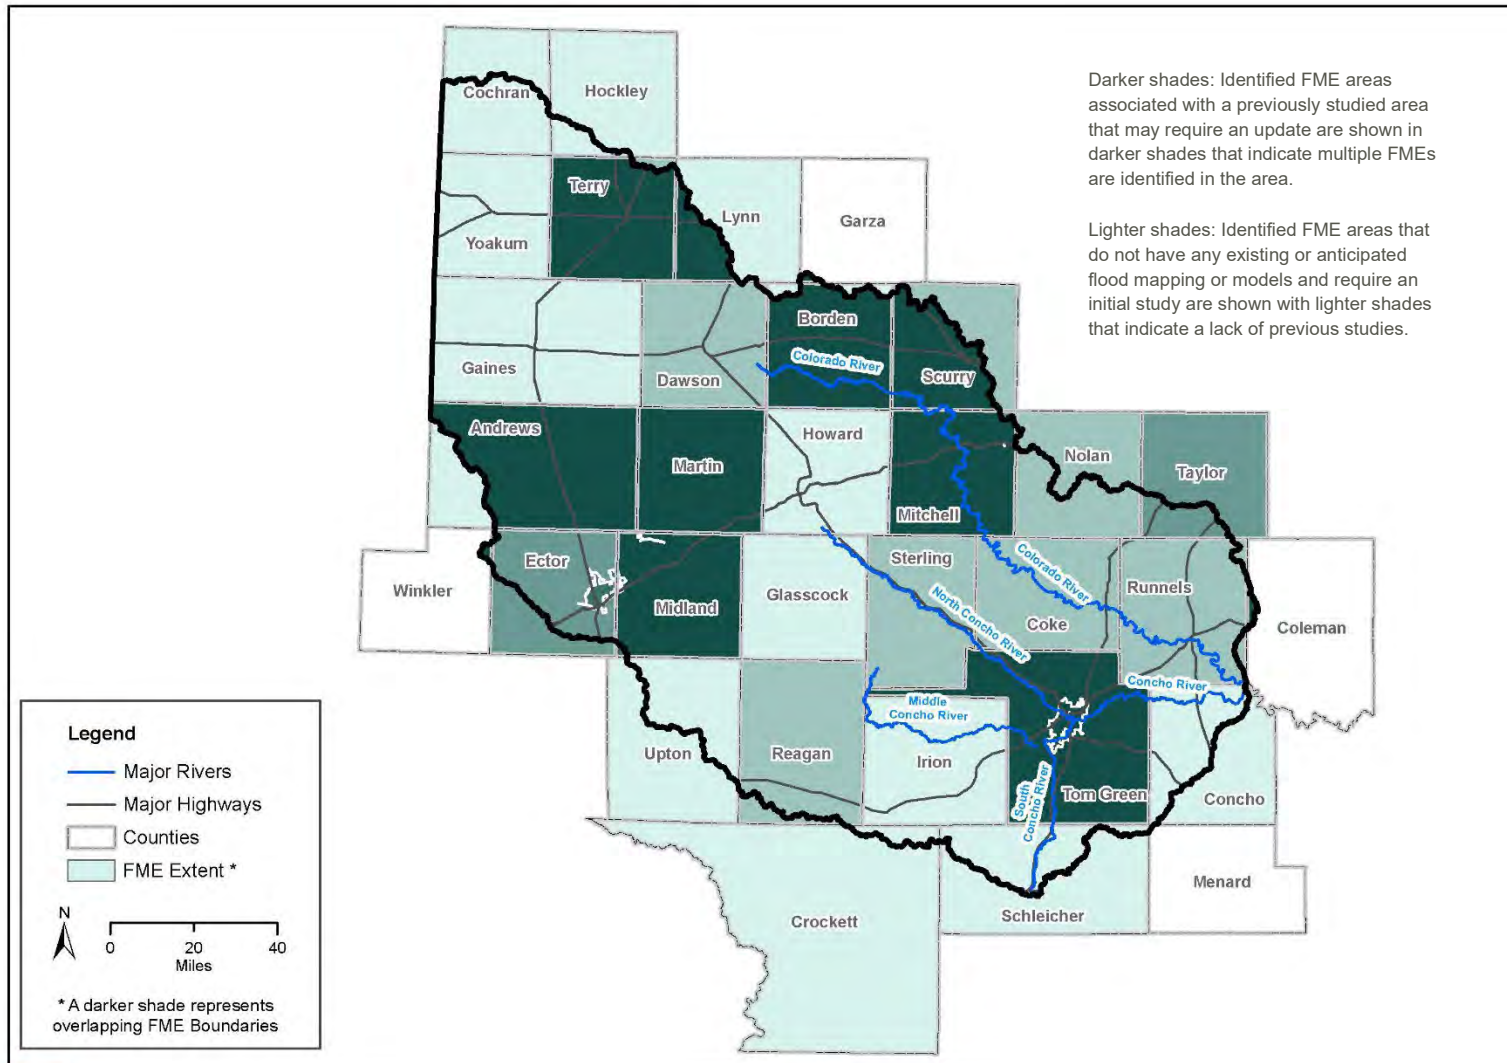 Darker shades: Identified FME areas
associated with a previously studied area
that may require an update are shown in
darker shades that indicate multiple FMEs
are identified in the area.
Lighter shades: Identified FME areas that
do not have any existing or anticipated
flood mapping or models and require an
initial study are shown with lighter shades
that indicate a lack of previous studies.
Cochran
Hockley
Terry
Lynn
Garza
Yoakum
Borden
Colorado River
Gaines
Dawson
Scurry
Andrews
Howard
Martin
Nolan
Taylor
Mitchell
Ector
Sterling
Winkler
Midland
Glasscock
North Concho River
Colorado River
Runnels
Coke
Coleman
Concho River
Middle
Concho River
Upton
Reagan
Irion
South
Concho River
Tom Green
Concho
Menard
Schleicher
Crockett
Legend
Major Rivers
Major Highways
Counties
FME Extent *
N
0 20 40
Miles
* A darker shade represents
overlapping FME Boundaries